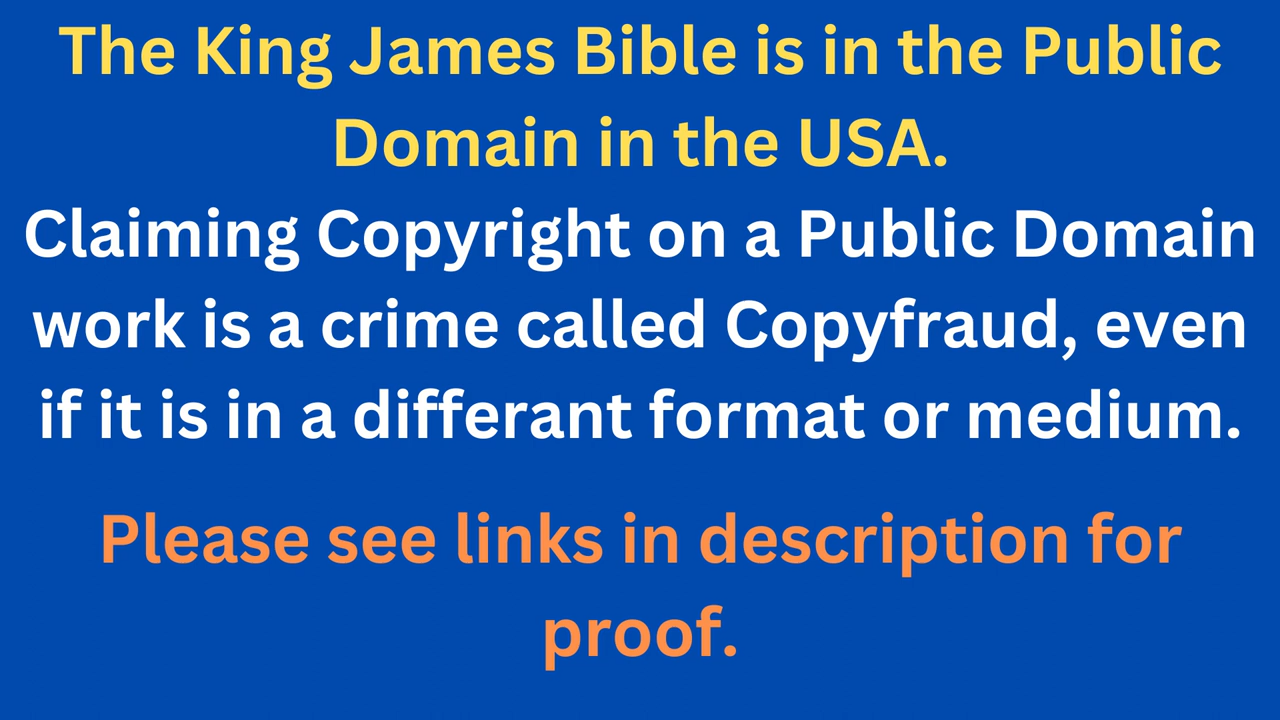 The King James Bible is in the Public
Domain in the USA.
Claiming Copyright on a Public Domain
work is a crime called Copyfraud, even
if it is in a differant format or medium.
Please see links in description for
proof.